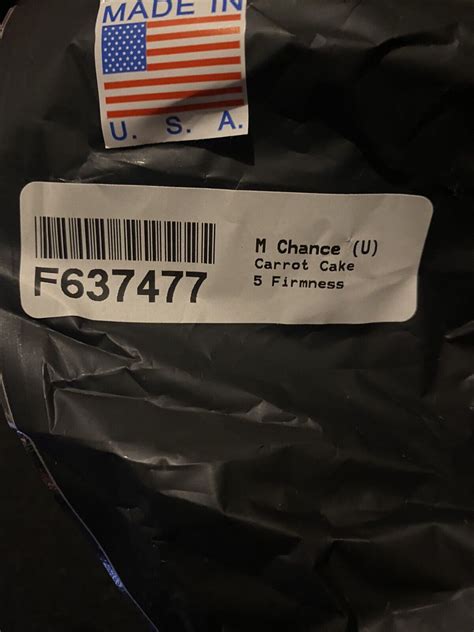 MADE IN
U. S. A.
M Chance (U)
Carrot Cake
5 Firmness
F637477